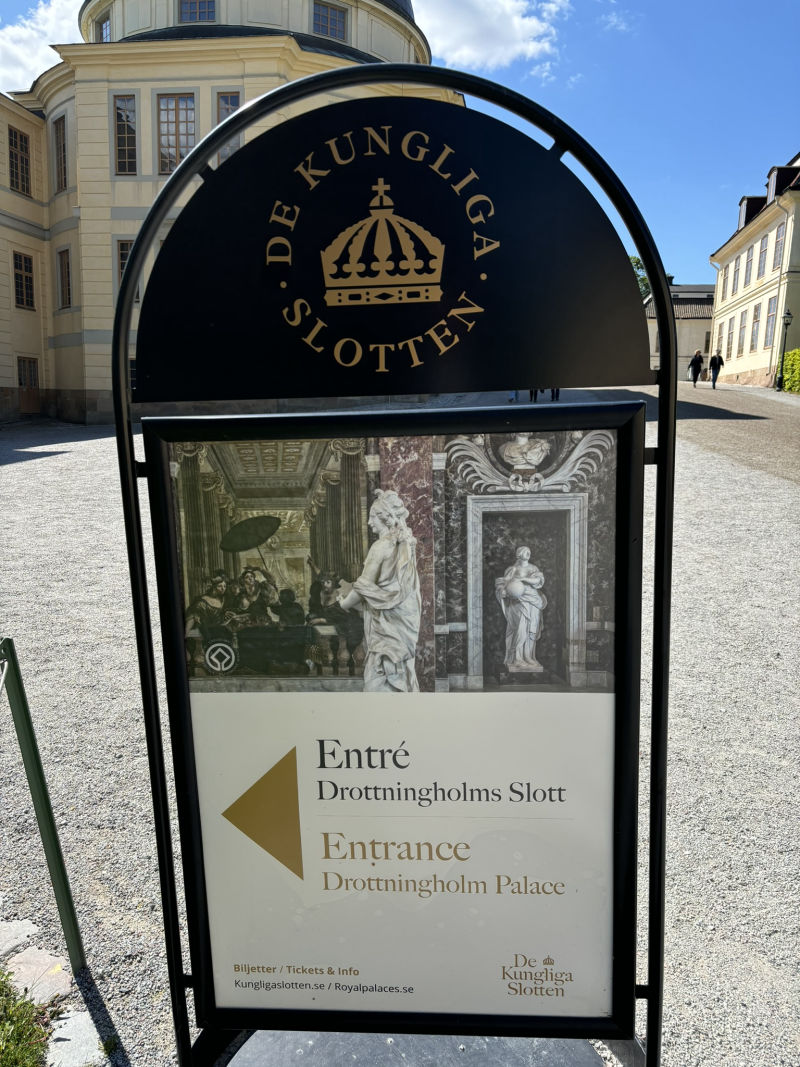 DE KUNGLIGA
· SLOTTEN ·
Entré
Drottningholms Slott
Entrance
Drottningholm Palace
Biljetter / Tickets & Info
Kungligaslotten.se / Royalpalaces.se
De
Kungliga
Slotten